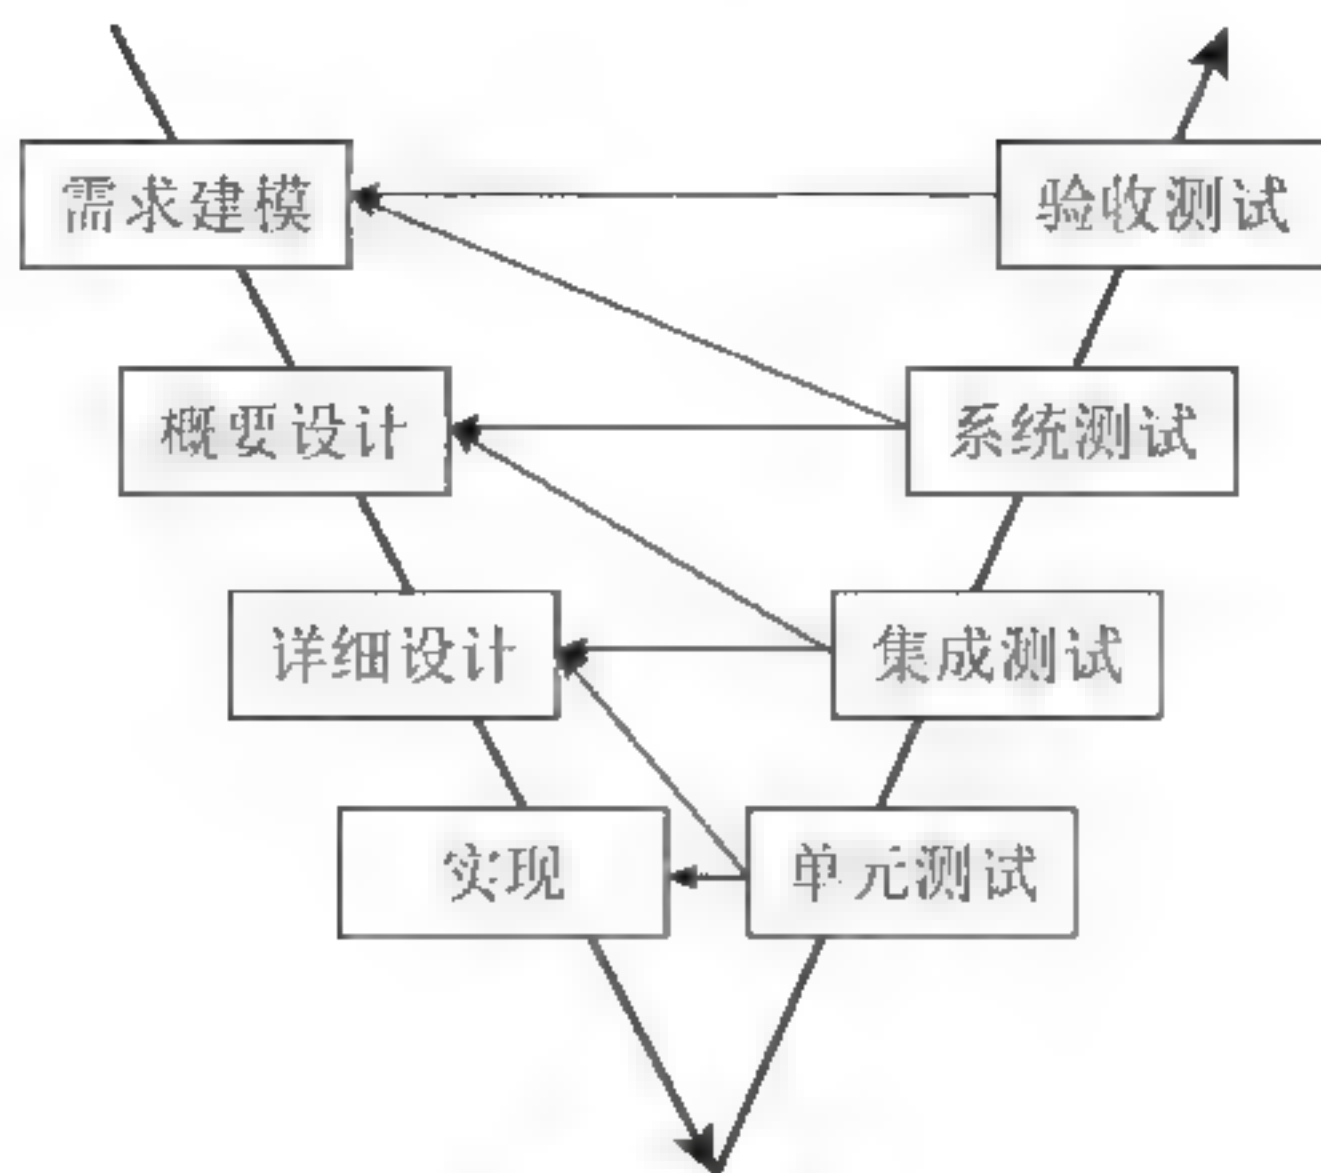 需求建模
验收测试
概要设计
系统测试
详细设计
集成测试
实现
单元测试